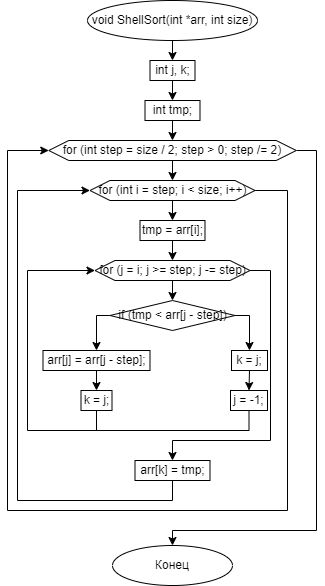 void ShellSort(int *arr, int size)
int j, k;
int tmp;
for (int step = size / 2; step > 0; step /= 2)
for (int i = step; i < size; i++)
tmp = arr[i];
for (j = i; j >= step; j -= step)
if (tmp < arr[j - step])
arr[j] = arr[j - step];
k = j;
k = j;
j = -1;
arr[k] = tmp;
Конец